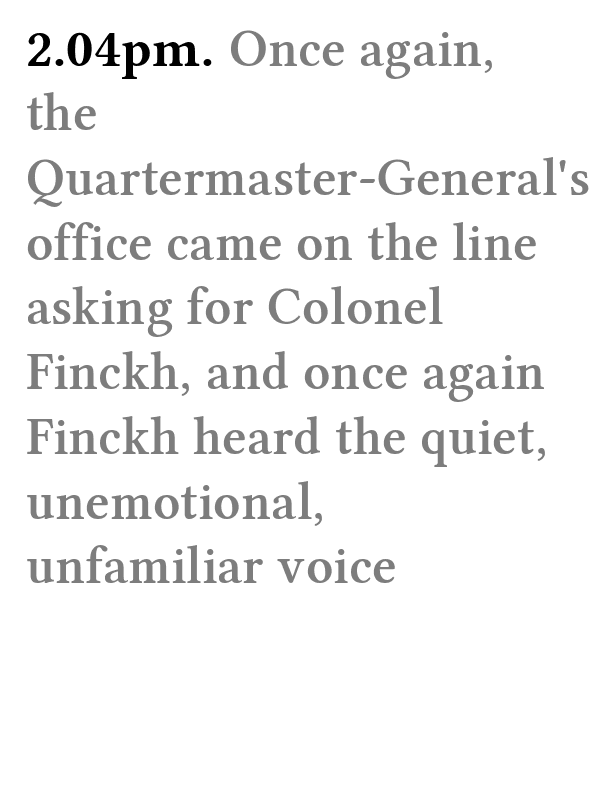 2.04pm. Once again,
the
Quartermaster-General's
office came on the line
asking for Colonel
Finckh, and once again
Finckh heard the quiet,
unemotional,
unfamiliar voice